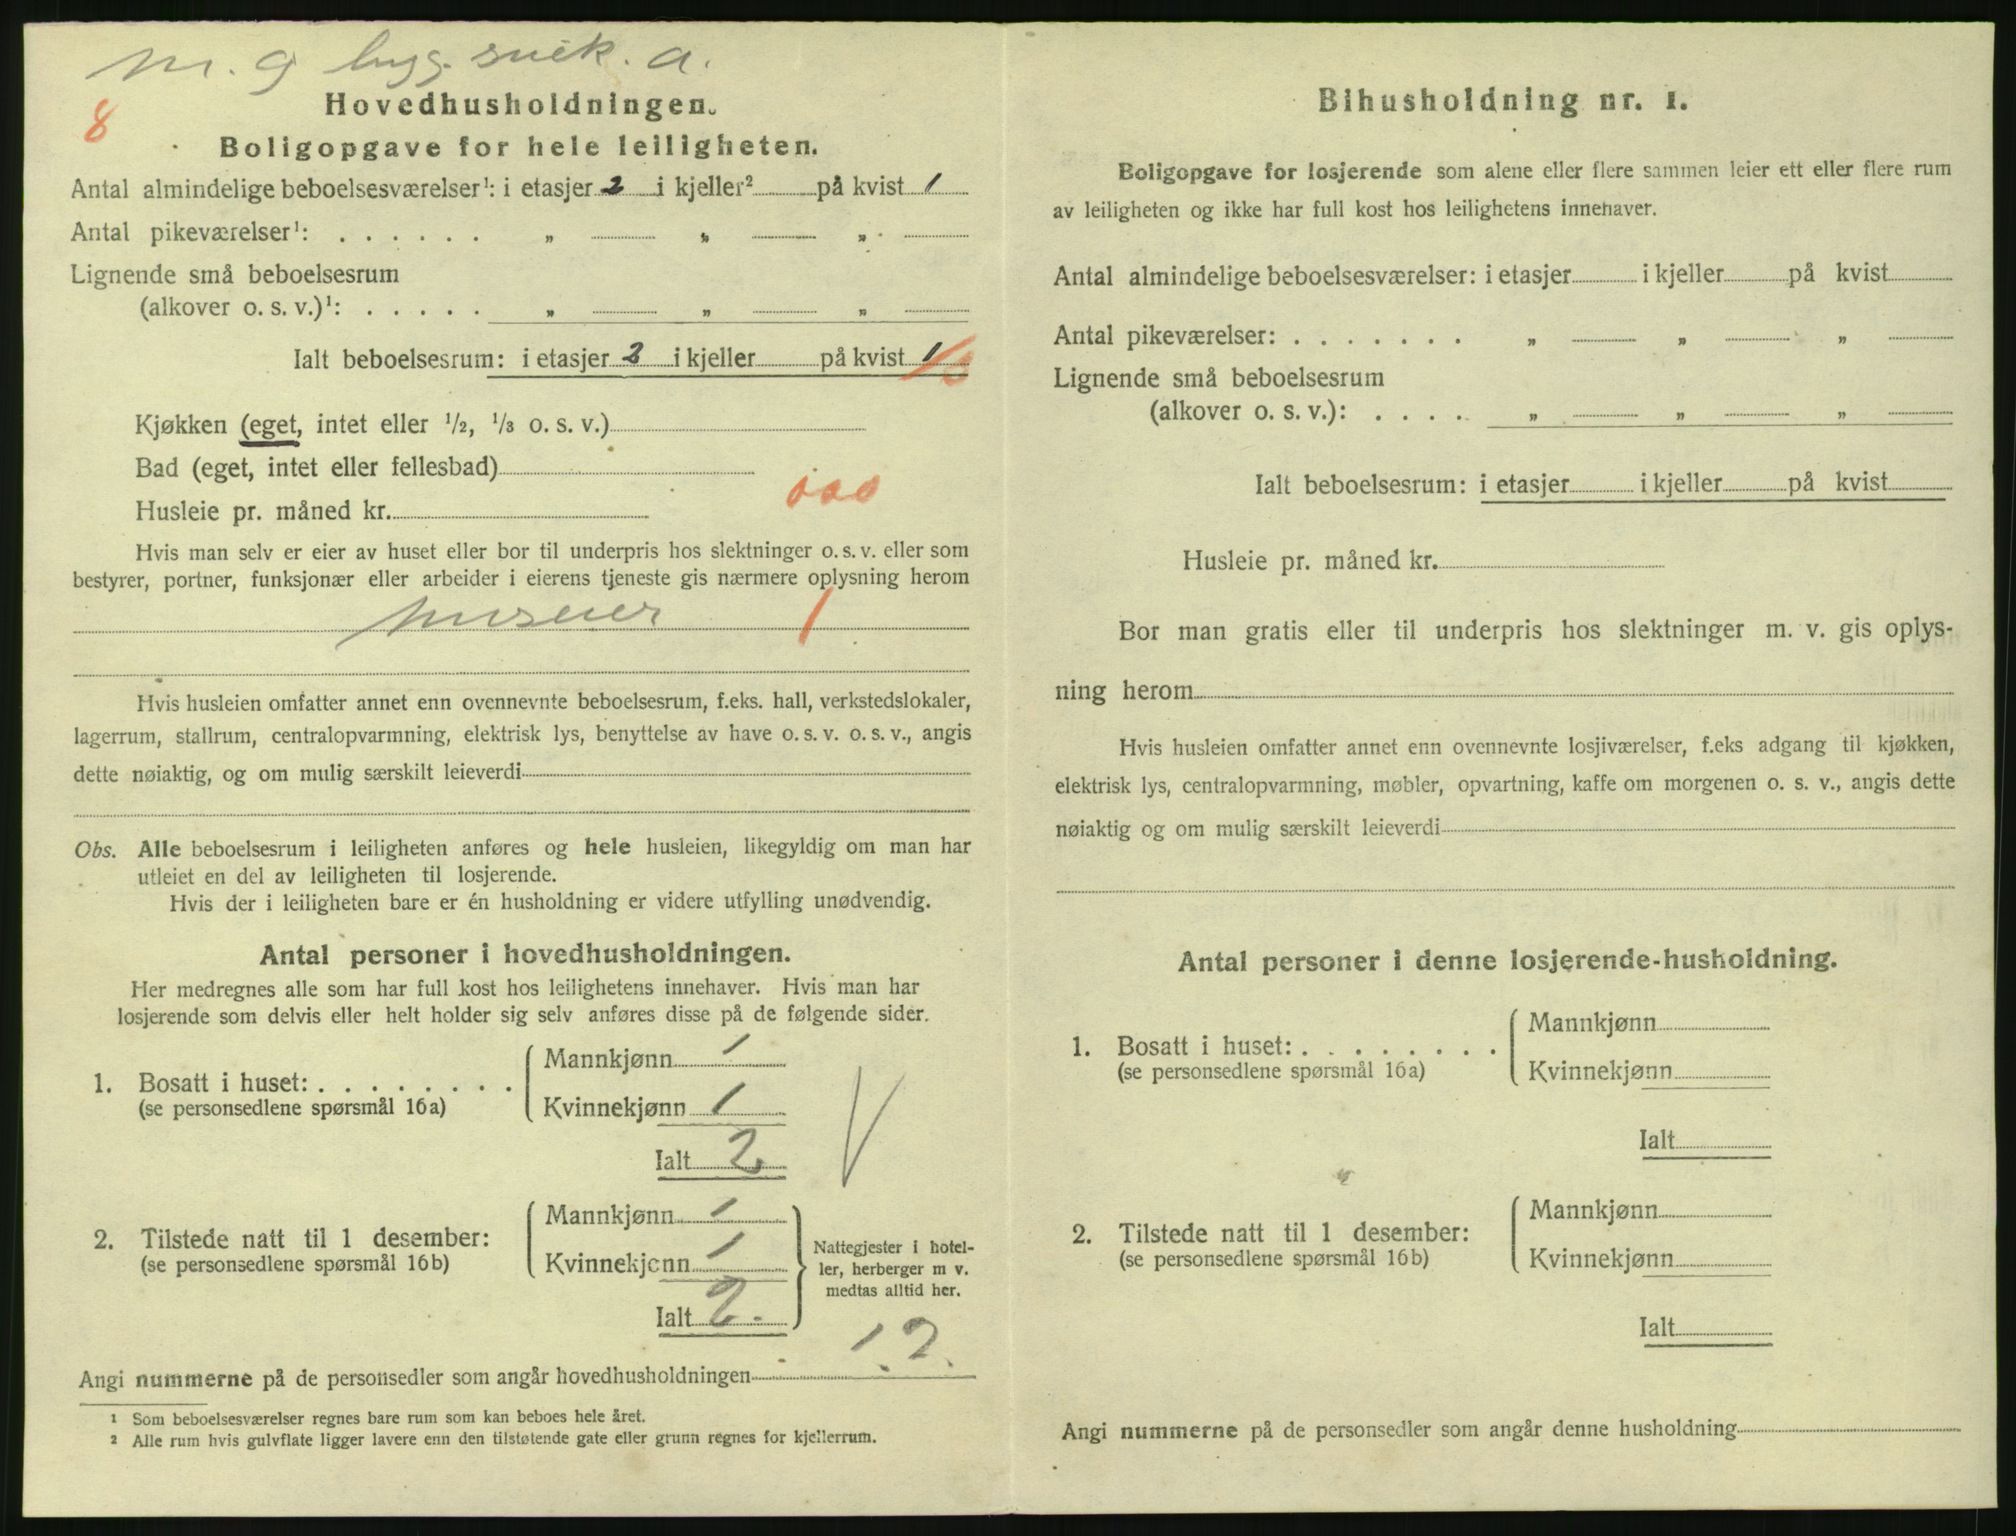 m. g bygg.snek. a.
8
Hovedhusholdningen.
Boligopgave for hele leiligheten.
Antal almindelige beboelsesværelser¹: i etasjer 2 i kjeller² på kvist 1
Antal pikeværelser¹: . . . . . . „ „ „
Lignende små beboelsesrum
(alkover o. s. v.)¹: . . . . . „ „ „
Ialt beboelsesrum: i etasjer 2 i kjeller på kvist 1
Kjøkken (eget, intet eller 1/2, 1/3 o. s. v.)
Bad (eget, intet eller fellesbad)
000
Husleie pr. måned kr.
Hvis man selv er eier av huset eller bor til underpris hos slektninger o. s. v. eller som
bestyrer, portner, funksjonær eller arbeider i eierens tjeneste gis nærmere oplysning herom
huseier 1
Hvis husleien omfatter annet enn ovennevnte beboelsesrum, f.eks. hall, verkstedslokaler,
lagerrum, stallrum, centralopvarmning, elektrisk lys, benyttelse av have o. s. v. o. s. v., angis
dette nøiaktig, og om mulig særskilt leieverdi
Obs. Alle beboelsesrum i leiligheten anføres og hele husleien, likegyldig om man har
utleiet en del av leiligheten til losjerende.
Hvis der i leiligheten bare er én husholdning er videre utfylling unødvendig.
Antal personer i hovedhusholdningen.
Her medregnes alle som har full kost hos leilighetens innehaver. Hvis man har
losjerende som delvis eller helt holder sig selv anføres disse på de følgende sider.
Mannkjønn 1
1. Bosatt i huset: . . . . . . . .
(se personsedlene spørsmål 16a)
Kvinnekjønn 1
Ialt 2
Mannkjønn 1
2. Tilstede natt til 1 desember:
(se personsedlene spørsmål 16b)
Kvinnekjønn 1
Nattegjester i hotel-
ler, herberger m v.
medtas alltid her.
Ialt 2.
Angi nummerne på de personsedler som angår hovedhusholdningen 1. 2.
¹ Som beboelsesværelser regnes bare rum som kan beboes hele året.
² Alle rum hvis gulvflate ligger lavere enn den tilstøtende gate eller grunn regnes for kjellerrum.
Bihusholdning nr. 1.
Boligopgave for losjerende som alene eller flere sammen leier ett eller flere rum
av leiligheten og ikke har full kost hos leilighetens innehaver.
Antal almindelige beboelsesværelser: i etasjer i kjeller på kvist
Antal pikeværelser: . . . . . . . „ „ „
Lignende små beboelsesrum
(alkover o. s. v.): . . . . „ „ „
Ialt beboelsesrum: i etasjer i kjeller på kvist
Husleie pr. måned kr.
Bor man gratis eller til underpris hos slektninger m. v. gis oplys-
ning herom
Hvis husleien omfatter annet enn ovennevnte losjiværelser, f.eks adgang til kjøkken,
elektrisk lys, centralopvarmning, møbler, opvartning, kaffe om morgenen o. s. v., angis dette
nøiaktig og om mulig særskilt leieverdi
Antal personer i denne losjerende-husholdning.
Mannkjønn
1. Bosatt i huset: . . . . . . . .
(se personsedlene spørsmål 16a)
Kvinnekjønn
Ialt
Mannkjønn
2. Tilstede natt til 1 desember:
(se personsedlene spørsmål 16b)
Kvinnekjønn
Ialt
Angi nummerne på de personsedler som angår denne husholdning